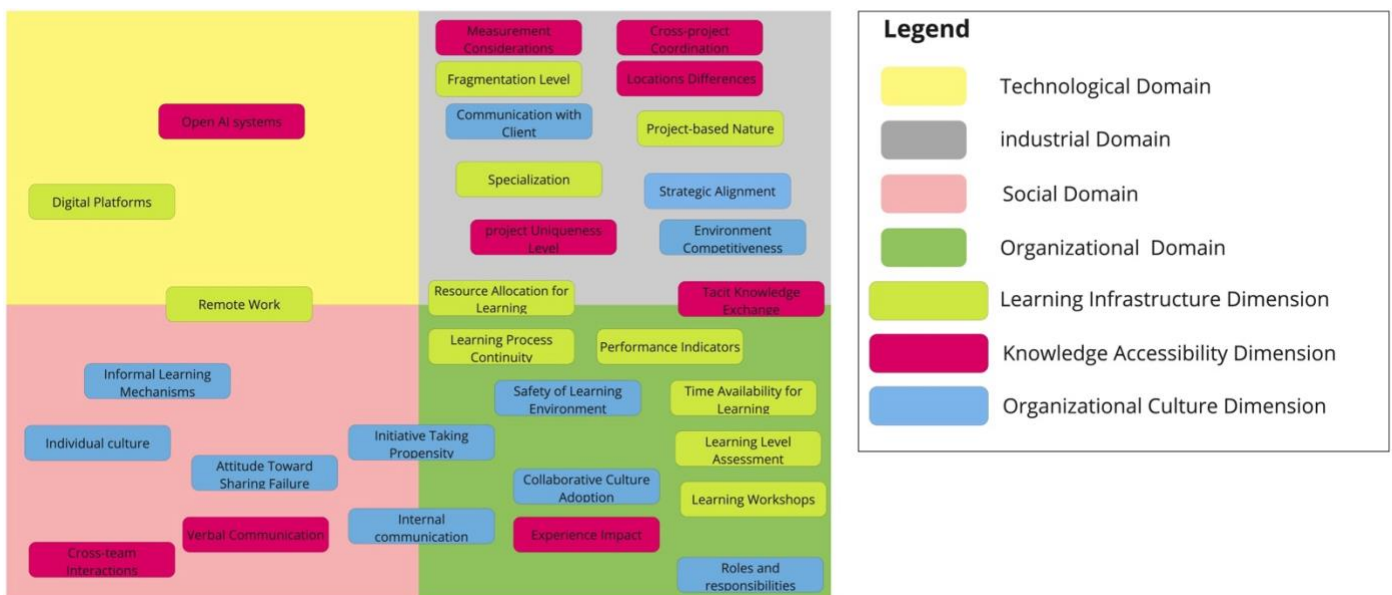 Measurement
Considerations
Cross-project
Coordination
Fragmentation Level
Locations Differences
Open AI systems
Communication with
Client
Project-based Nature
Specialization
Strategic Alignment
Digital Platforms
project Uniqueness
Level
Environment
Competitiveness
Remote Work
Resource Allocation for
Learning
Tacit Knowledge
Exchange
Learning Process
Continuity
Performance Indicators
Informal Learning
Mechanisms
Safety of Learning
Environment
Time Availability for
Learning
Individual culture
Initiative Taking
Propensity
Learning Level
Assessment
Attitude Toward
Sharing Failure
Collaborative Culture
Adoption
Learning Workshops
Verbal Communication
Internal
communication
Experience Impact
Cross-team
Interactions
Roles and
responsibilities
Legend
Technological Domain
industrial Domain
Social Domain
Organizational Domain
Learning Infrastructure Dimension
Knowledge Accessibility Dimension
Organizational Culture Dimension